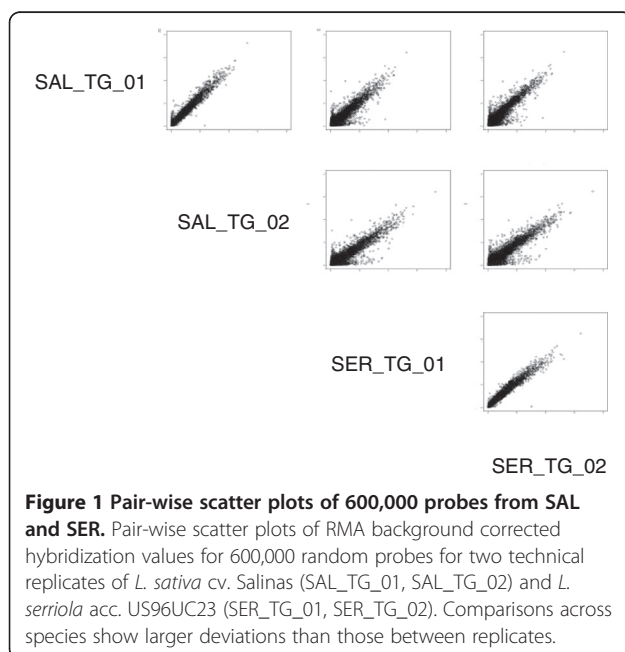 SAL_TG_01
SAL_TG_02
SER_TG_01
SER_TG_02
Figure 1 Pair-wise scatter plots of 600,000 probes from SAL
and SER. Pair-wise scatter plots of RMA background corrected
hybridization values for 600,000 random probes for two technical
replicates of L. sativa cv. Salinas (SAL_TG_01, SAL_TG_02) and L.
serriola acc. US96UC23 (SER_TG_01, SER_TG_02). Comparisons across
species show larger deviations than those between replicates.